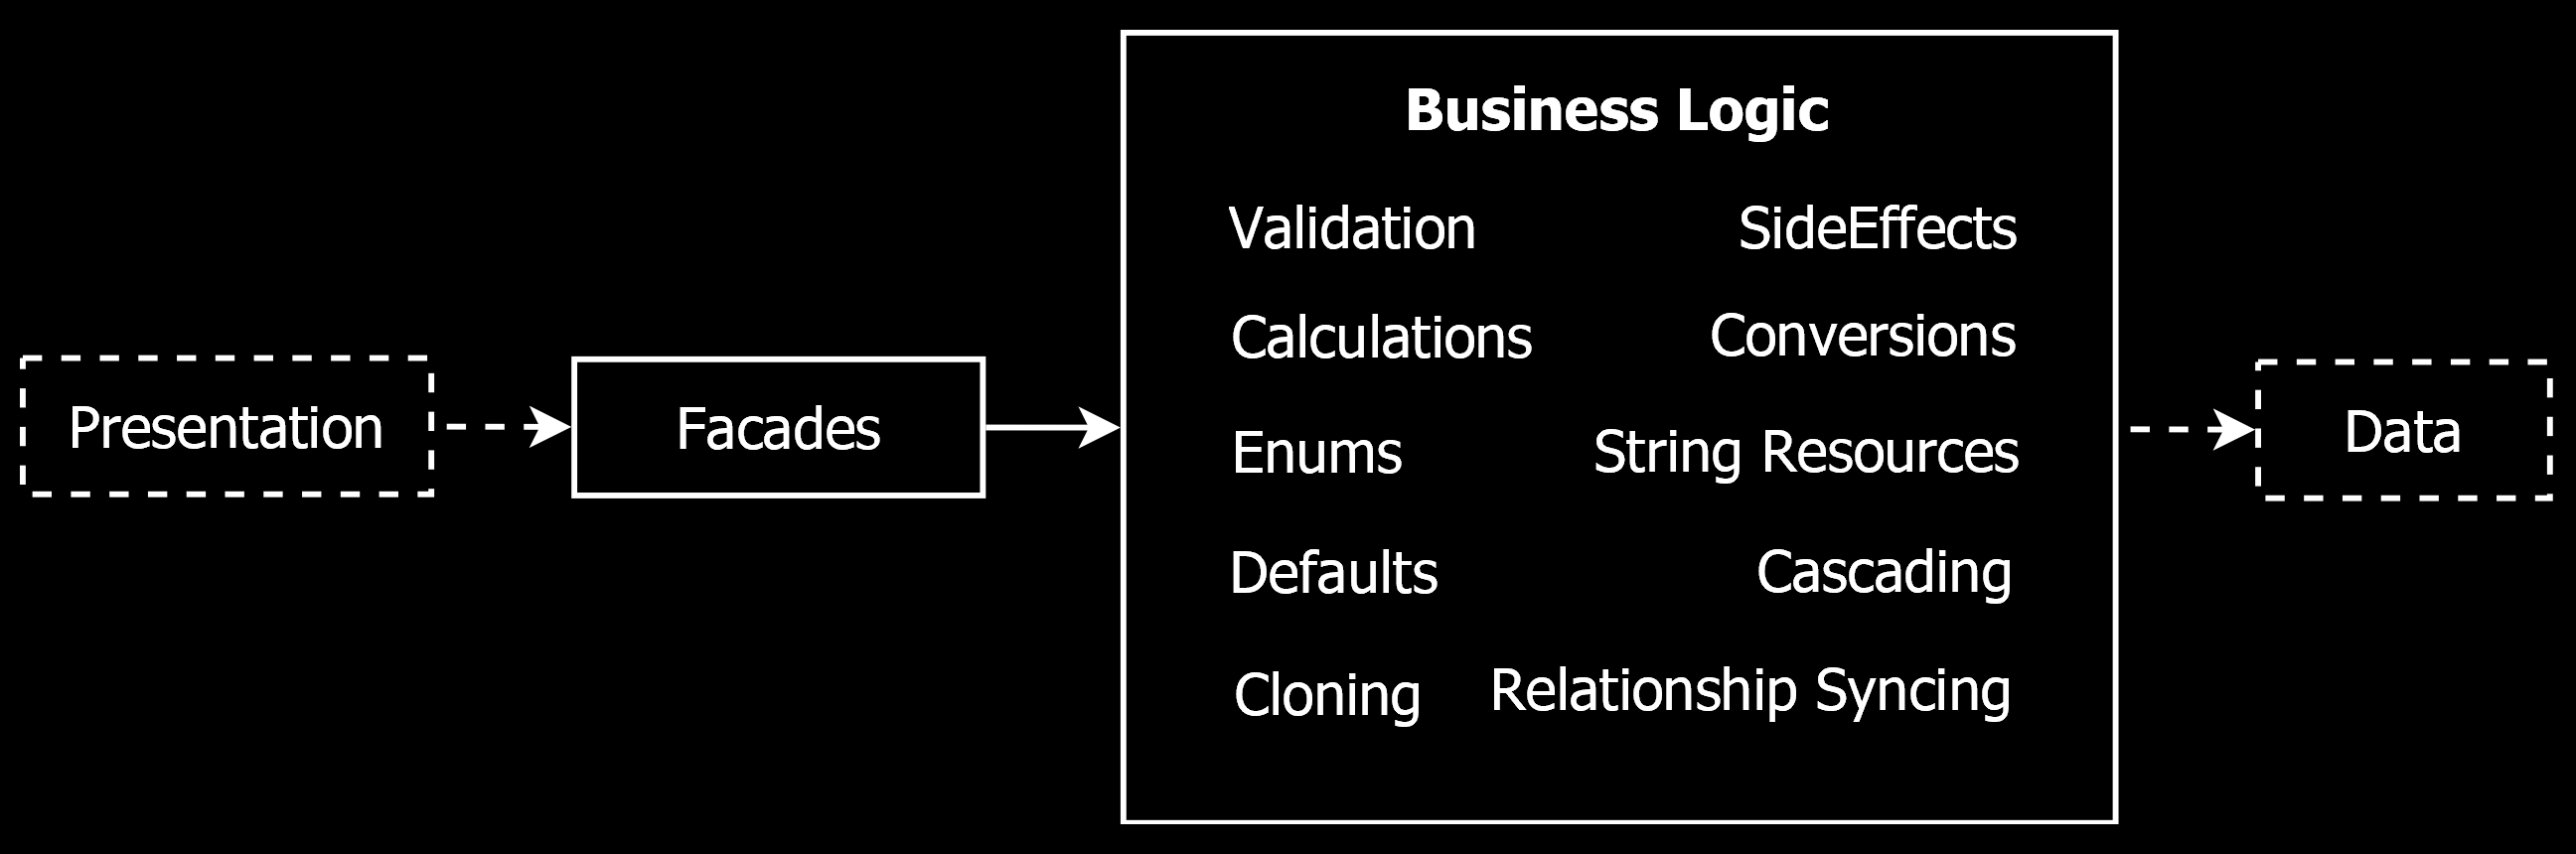 Presentation
Facades
Business Logic
Validation
SideEffects
Calculations
Conversions
Enums
String Resources
Defaults
Cascading
Cloning
Relationship Syncing
Data